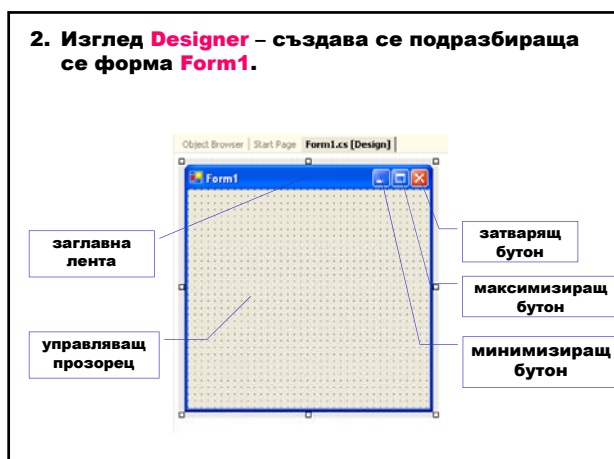 2. Изглед Designer – създава се подразбираща
се форма Form1.
Object Browser | Start Page | Form1.cs [Design]
Form1
заглавна
лента
управляващ
прозорец
затварящ
бутон
максимизиращ
бутон
минимизиращ
бутон